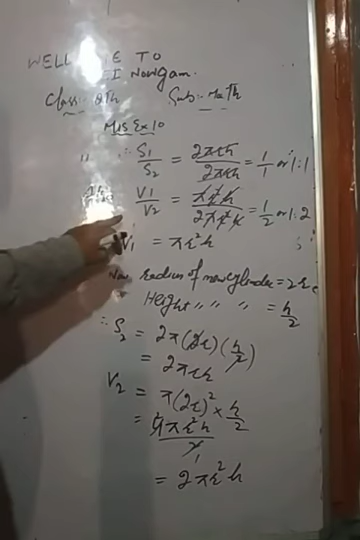 WELL E TO
I Nowgam.
Class:- 8th Sub:- Math
MIS Ex 10
" ∴ S₁/S₂ = 2πrh/2πrh = 1/1 or 1:1
V1/V2 = πr²h/2πr²h = 1/2 or 1:2
V₁ = πr²h
Now radius of new cylinder = 2r
Height " " " = h/2
∴ S₂ = 2π(2r)(h/2)
= 2πrh
V₂ = π(2r)² × h/2
= 4πr²h/2
= 2πr²h